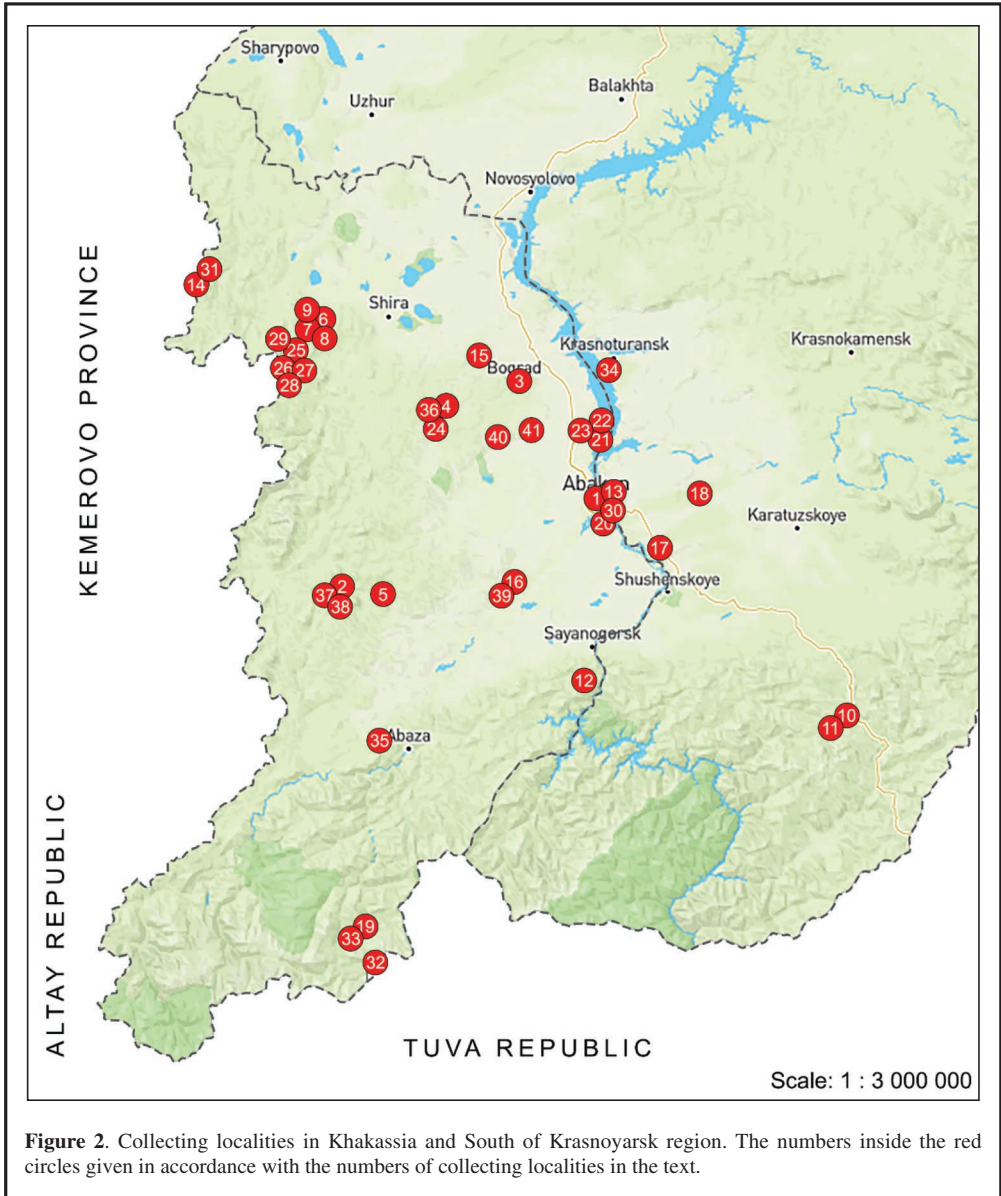 Sharypovo
Balakhta
Uzhur
Novosyolovo
KEMEROVO PROVINCE
31
14
Shira
9
6
7
8
29
25
26
27
28
15
Bograd
3
Krasnoturansk
34
Krasnokamensk
36
4
24
40
41
22
23
21
Abakan
1
13
30
20
18
Karatuzskoye
17
Shushenskoye
2
37
38
5
16
39
Sayanogorsk
12
10
11
35
Abaza
ALTAY REPUBLIC
19
33
32
TUVA REPUBLIC
Scale: 1 : 3 000 000
Figure 2. Collecting localities in Khakassia and South of Krasnoyarsk region. The numbers inside the red
circles given in accordance with the numbers of collecting localities in the text.